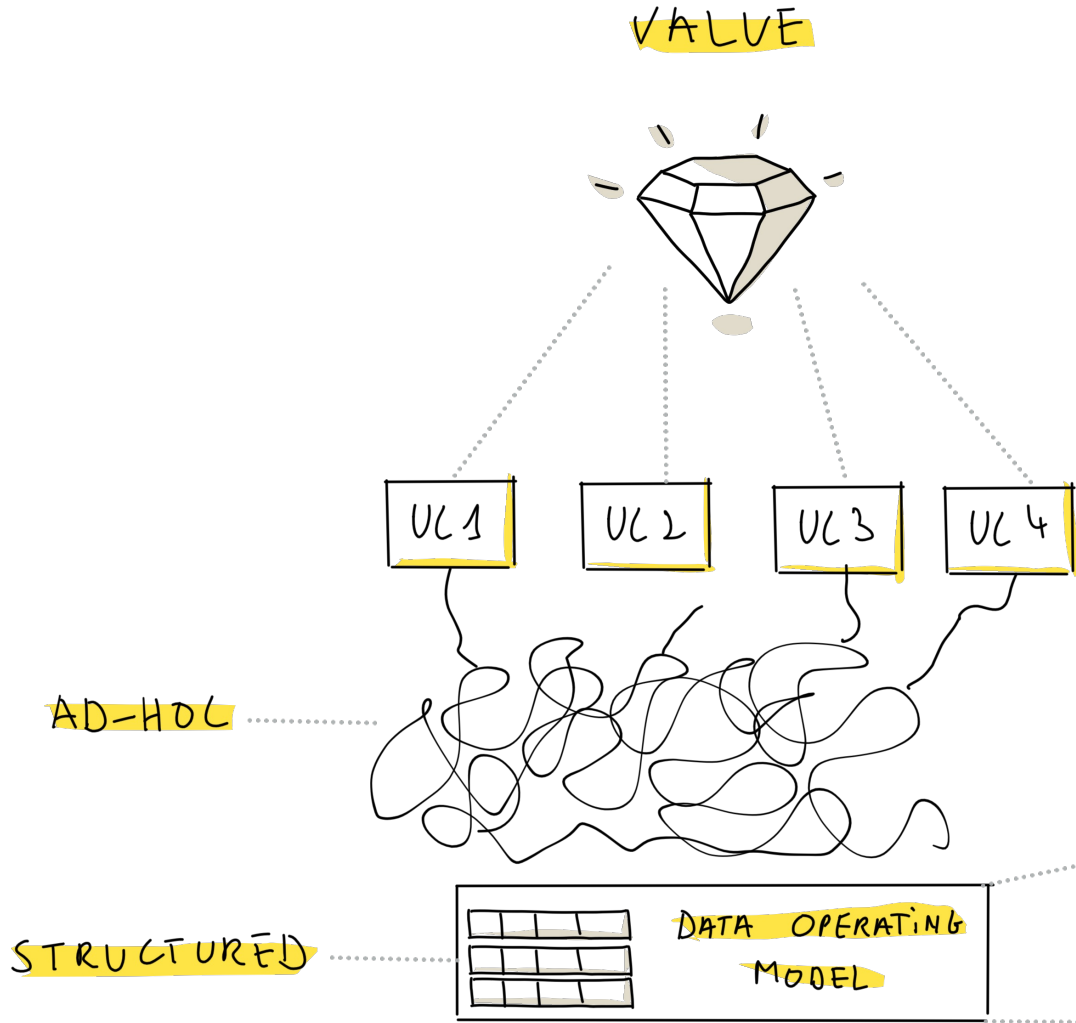 VALUE
UC1
UC2
UC3
UC4
AD-HOC
STRUCTURED
DATA OPERATING
MODEL